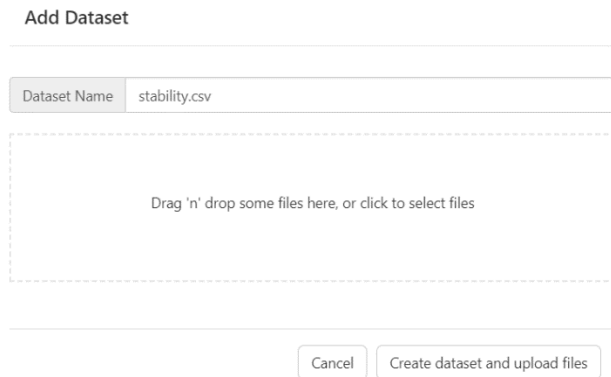 Add Dataset
Dataset Name stability.csv
Drag 'n' drop some files here, or click to select files
Cancel Create dataset and upload files